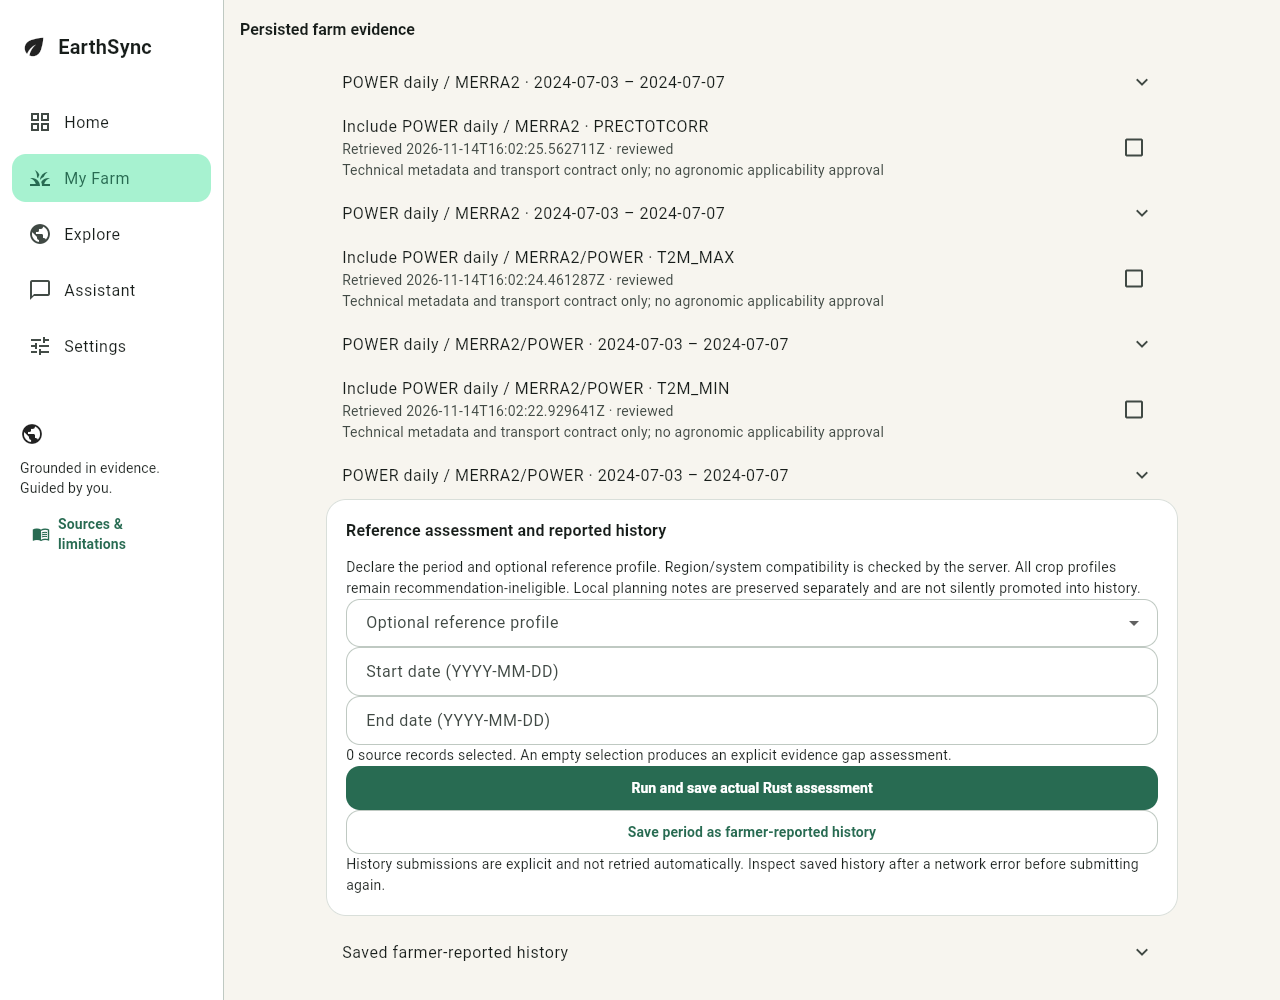 EarthSync
Home
My Farm
Explore
Assistant
Settings
Grounded in evidence.
Guided by you.
Sources &
limitations
Persisted farm evidence
POWER daily / MERRA2 · 2024-07-03 – 2024-07-07
Include POWER daily / MERRA2 · PRECTOTCORR
Retrieved 2026-11-14T16:02:25.562711Z · reviewed
Technical metadata and transport contract only; no agronomic applicability approval
POWER daily / MERRA2 · 2024-07-03 – 2024-07-07
Include POWER daily / MERRA2/POWER · T2M_MAX
Retrieved 2026-11-14T16:02:24.461287Z · reviewed
Technical metadata and transport contract only; no agronomic applicability approval
POWER daily / MERRA2/POWER · 2024-07-03 – 2024-07-07
Include POWER daily / MERRA2/POWER · T2M_MIN
Retrieved 2026-11-14T16:02:22.929641Z · reviewed
Technical metadata and transport contract only; no agronomic applicability approval
POWER daily / MERRA2/POWER · 2024-07-03 – 2024-07-07
Reference assessment and reported history
Declare the period and optional reference profile. Region/system compatibility is checked by the server. All crop profiles
remain recommendation-ineligible. Local planning notes are preserved separately and are not silently promoted into history.
Optional reference profile
Start date (YYYY-MM-DD)
End date (YYYY-MM-DD)
0 source records selected. An empty selection produces an explicit evidence gap assessment.
Run and save actual Rust assessment
Save period as farmer-reported history
History submissions are explicit and not retried automatically. Inspect saved history after a network error before submitting
again.
Saved farmer-reported history